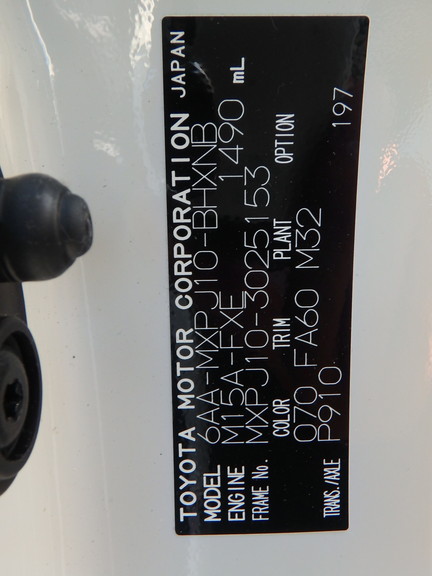 TOYOTA MOTOR CORPORATION JAPAN
MODEL 6AA-MXPJ10-BHXNB
ENGINE M15A-FXE 1490 mL
FRAME No. MXPJ10-3025153
COLOR TRIM PLANT OPTION
070 FA60 M32
TRANS./AXLE P910 197